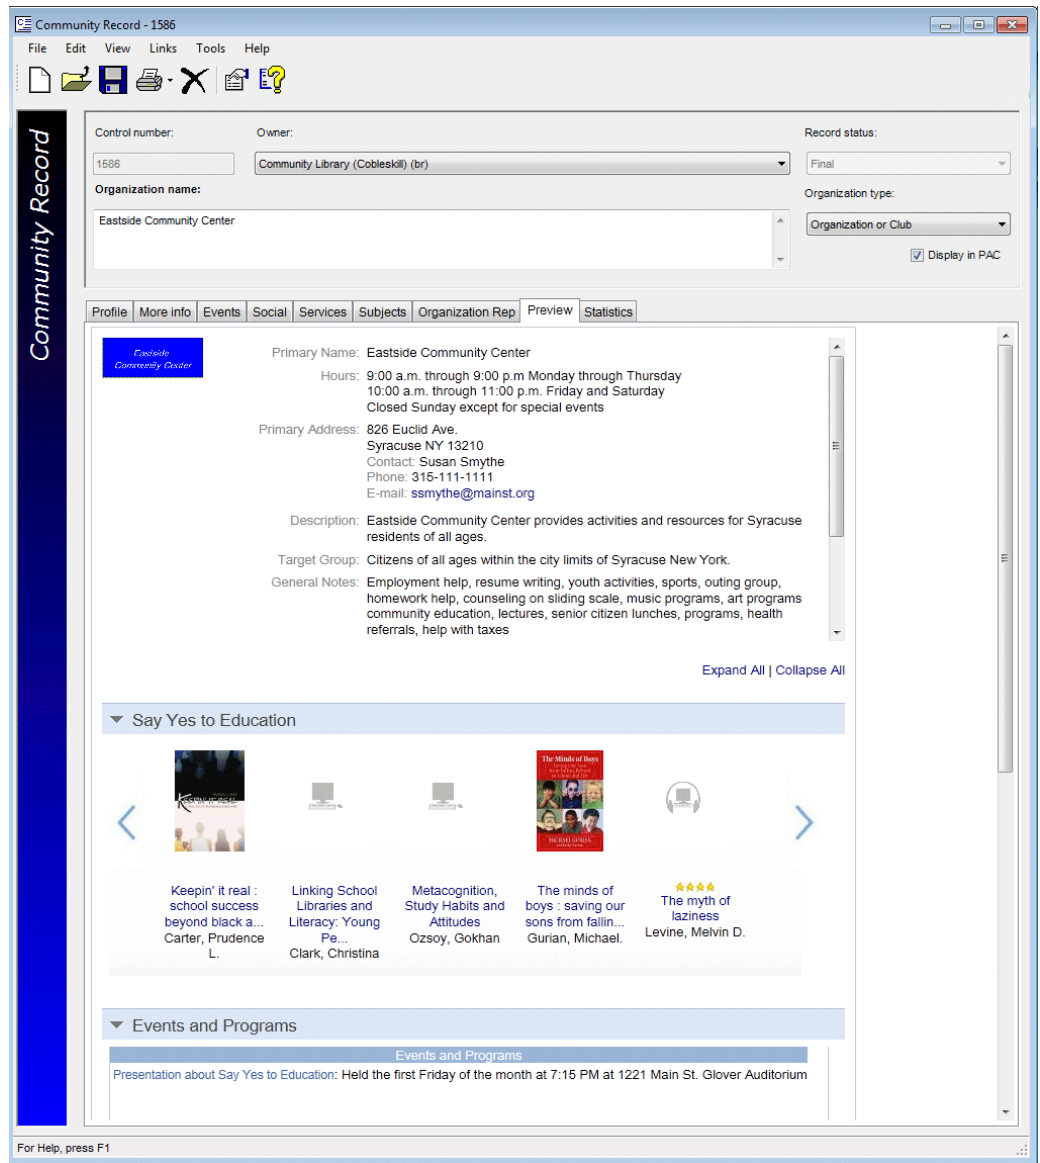 Community Record - 1586
File Edit View Links Tools Help
Community Record
Control number: Owner: Record status:
1586 Community Library (Cobleskill) (br) Final
Organization name: Organization type:
Eastside Community Center Organization or Club
Display in PAC
Profile More info Events Social Services Subjects Organization Rep Preview Statistics
Eastside
Community Center
Primary Name: Eastside Community Center
Hours: 9:00 a.m. through 9:00 p.m Monday through Thursday
10:00 a.m. through 11:00 p.m. Friday and Saturday
Closed Sunday except for special events
Primary Address: 826 Euclid Ave.
Syracuse NY 13210
Contact: Susan Smythe
Phone: 315-111-1111
E-mail: ssmythe@mainst.org
Description: Eastside Community Center provides activities and resources for Syracuse
residents of all ages.
Target Group: Citizens of all ages within the city limits of Syracuse New York.
General Notes: Employment help, resume writing, youth activities, sports, outing group,
homework help, counseling on sliding scale, music programs, art programs
community education, lectures, senior citizen lunches, programs, health
referrals, help with taxes
Expand All | Collapse All
Say Yes to Education
KEEPIN' IT REAL
The Minds of Boys
MICHAEL GURIAN
Keepin' it real :
school success
beyond black a...
Carter, Prudence
L.
Linking School
Libraries and
Literacy: Young
Pe...
Clark, Christina
Metacognition,
Study Habits and
Attitudes
Ozsoy, Gokhan
The minds of
boys : saving our
sons from fallin...
Gurian, Michael.
The myth of
laziness
Levine, Melvin D.
Events and Programs
Events and Programs
Presentation about Say Yes to Education: Held the first Friday of the month at 7:15 PM at 1221 Main St. Glover Auditorium
For Help, press F1